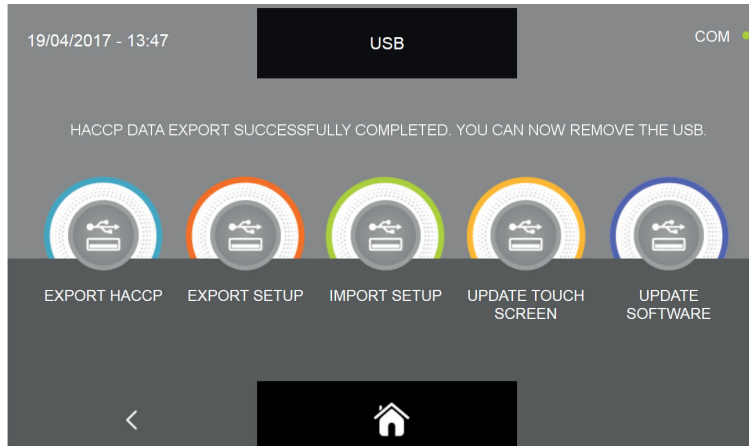 19/04/2017 - 13:47
USB
COM
HACCP DATA EXPORT SUCCESSFULLY COMPLETED. YOU CAN NOW REMOVE THE USB.
EXPORT HACCP
EXPORT SETUP
IMPORT SETUP
UPDATE TOUCH
SCREEN
UPDATE
SOFTWARE